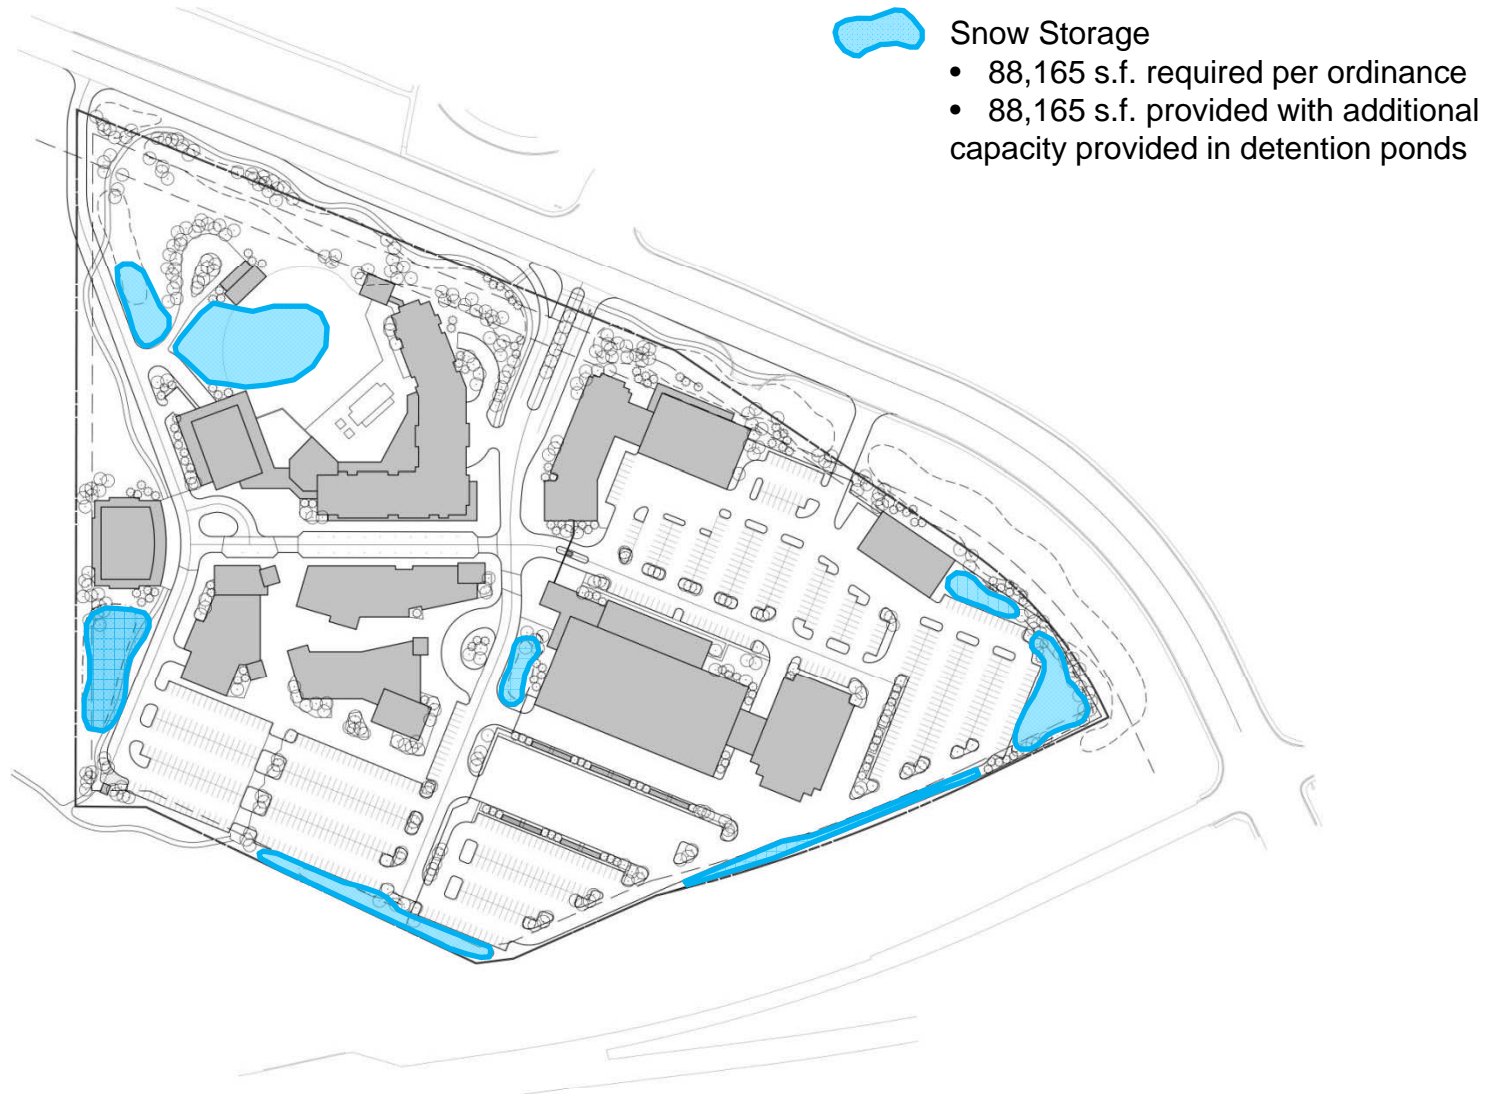 Snow Storage
• 88,165 s.f. required per ordinance
• 88,165 s.f. provided with additional
capacity provided in detention ponds